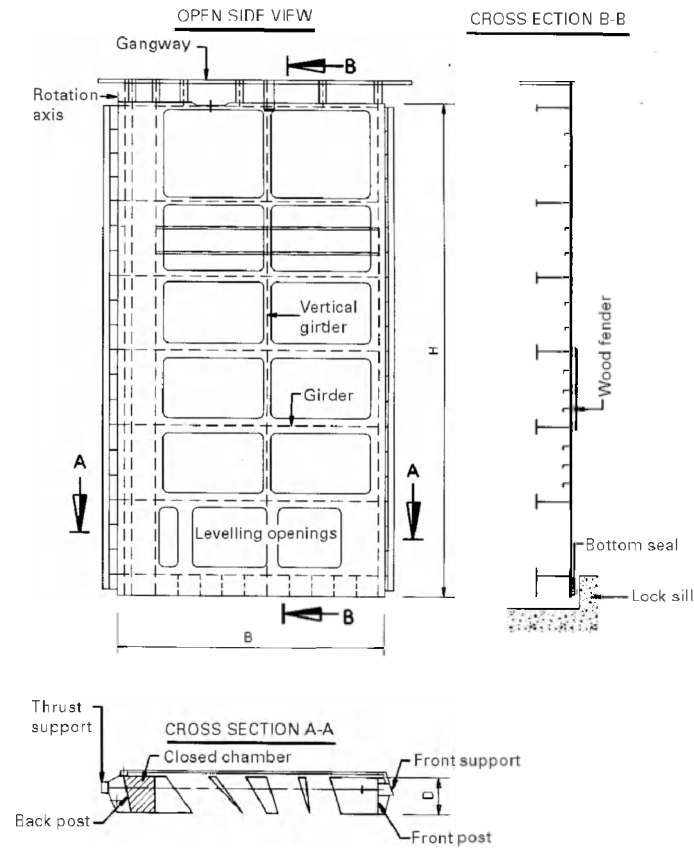 OPEN SIDE VIEW
CROSS ECTION B-B
Gangway
B
Rotation
axis
Vertical
girder
H
Wood fender
Girder
A
A
Levelling openings
Bottom seal
Lock sill
B
B
Thrust
support
CROSS SECTION A-A
Closed chamber
Front support
D
Back post
Front post